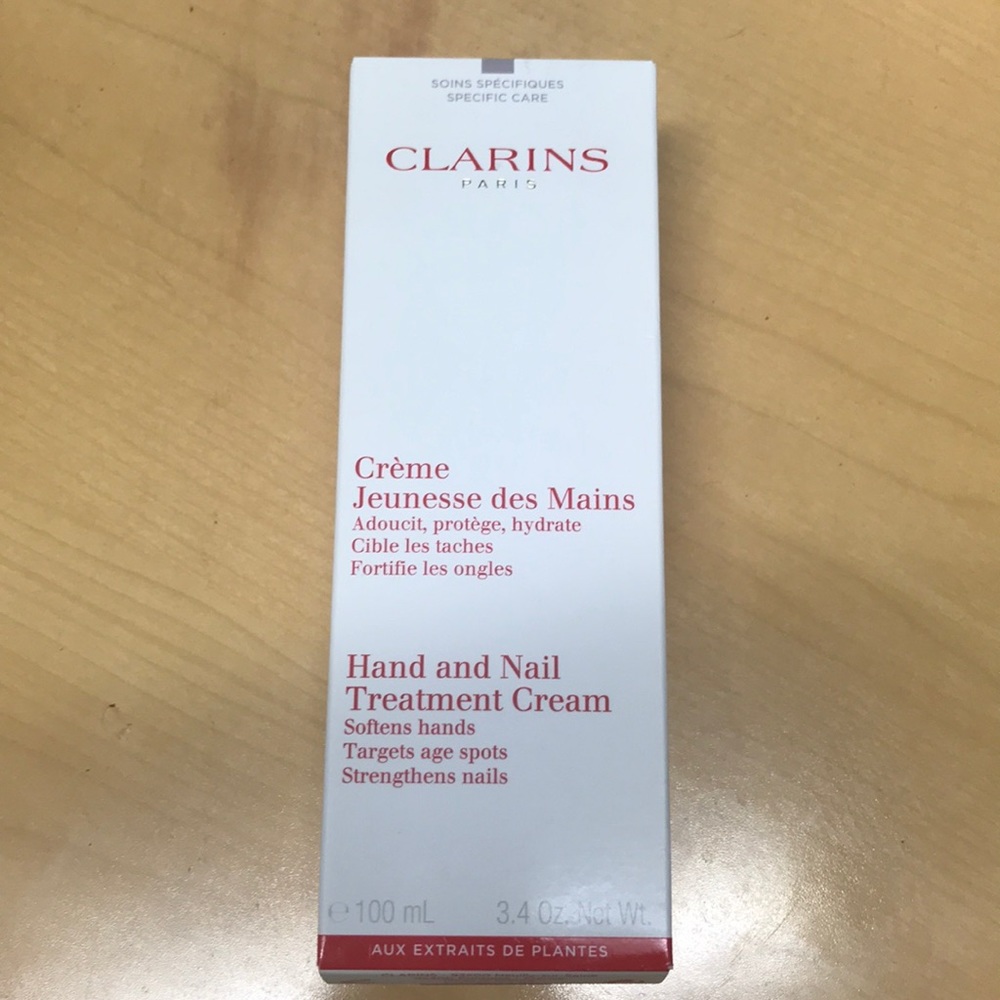 SOINS SPÉCIFIQUES
SPECIFIC CARE
CLARINS
PARIS
Crème
Jeunesse des Mains
Adoucit, protège, hydrate
Cible les taches
Fortifie les ongles
Hand and Nail
Treatment Cream
Softens hands
Targets age spots
Strengthens nails
℮ 100 mL 3.4 Oz. Net Wt.
AUX EXTRAITS DE PLANTES